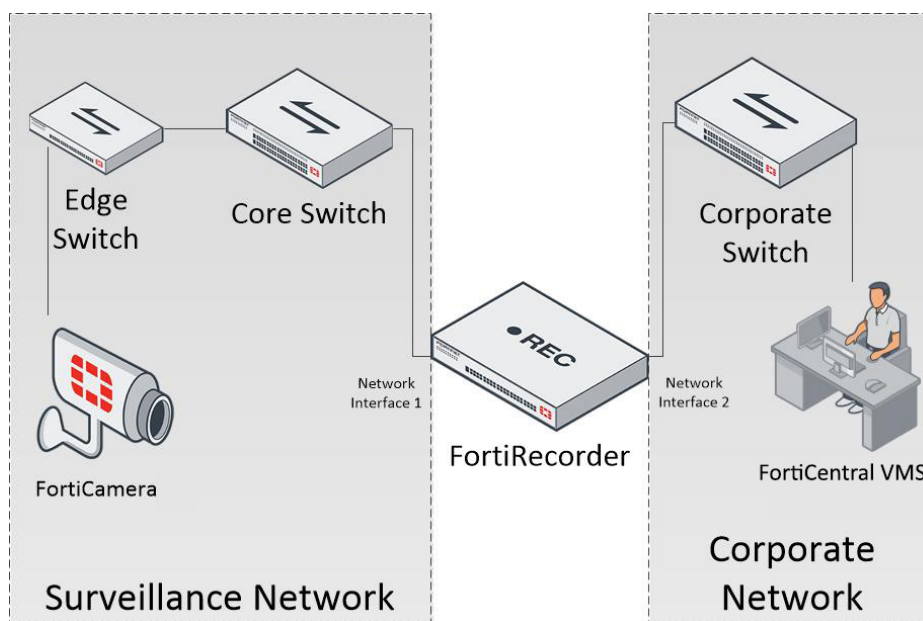 Edge
Switch
Core Switch
Corporate
Switch
REC
Network
Interface 1
Network
Interface 2
FortiRecorder
FortiCamera
FortiCentral VMS
Surveillance Network
Corporate
Network